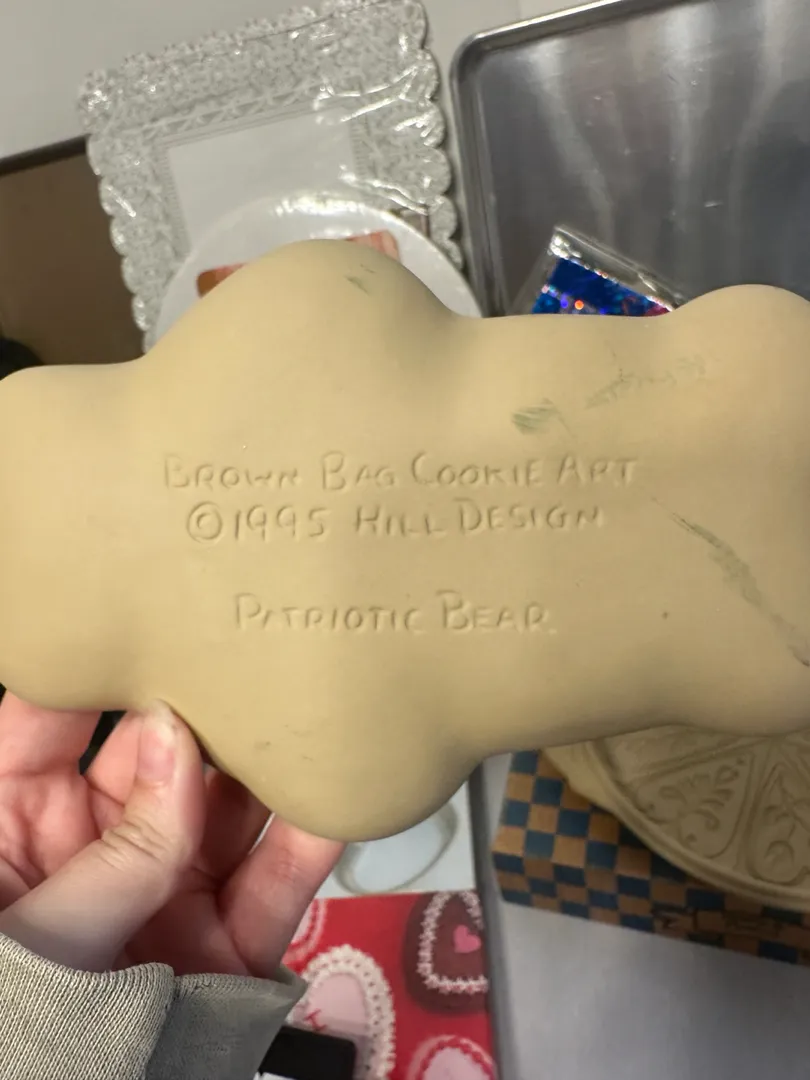 BROWN BAG COOKIE ART
©1995 HILL DESIGN
PATRIOTIC BEAR